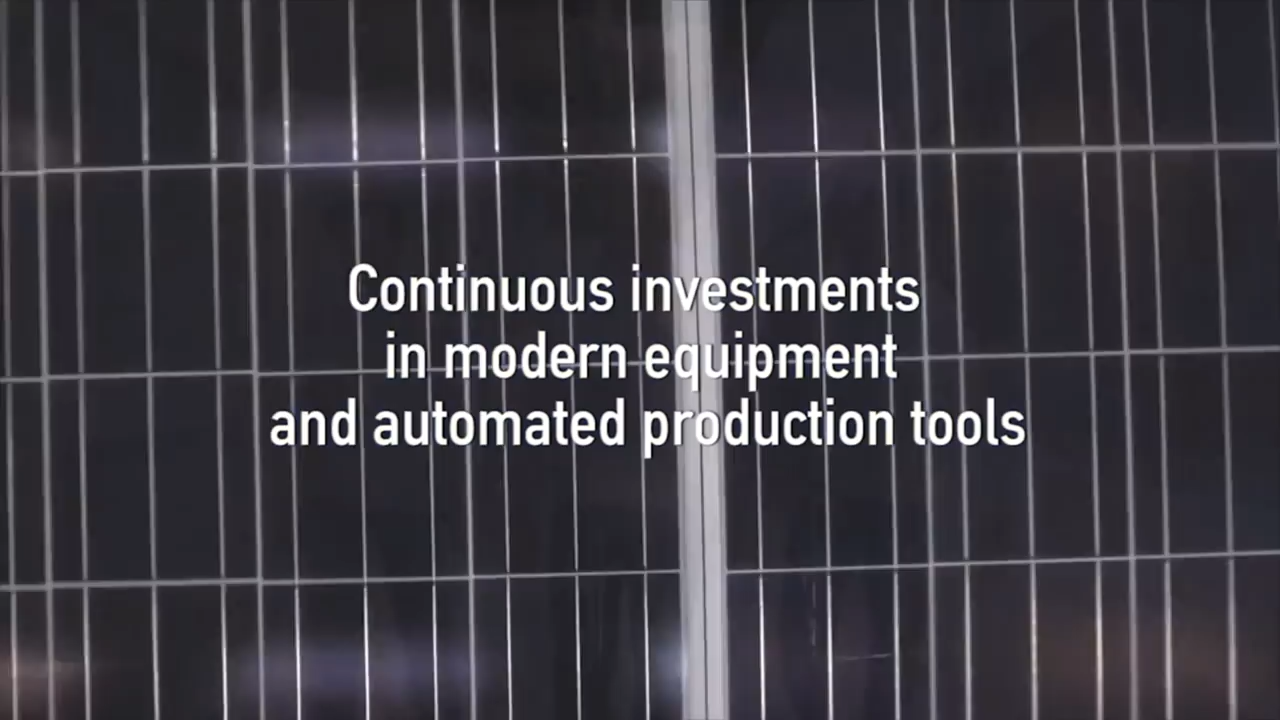 Continuous investments
in modern equipment
and automated production tools